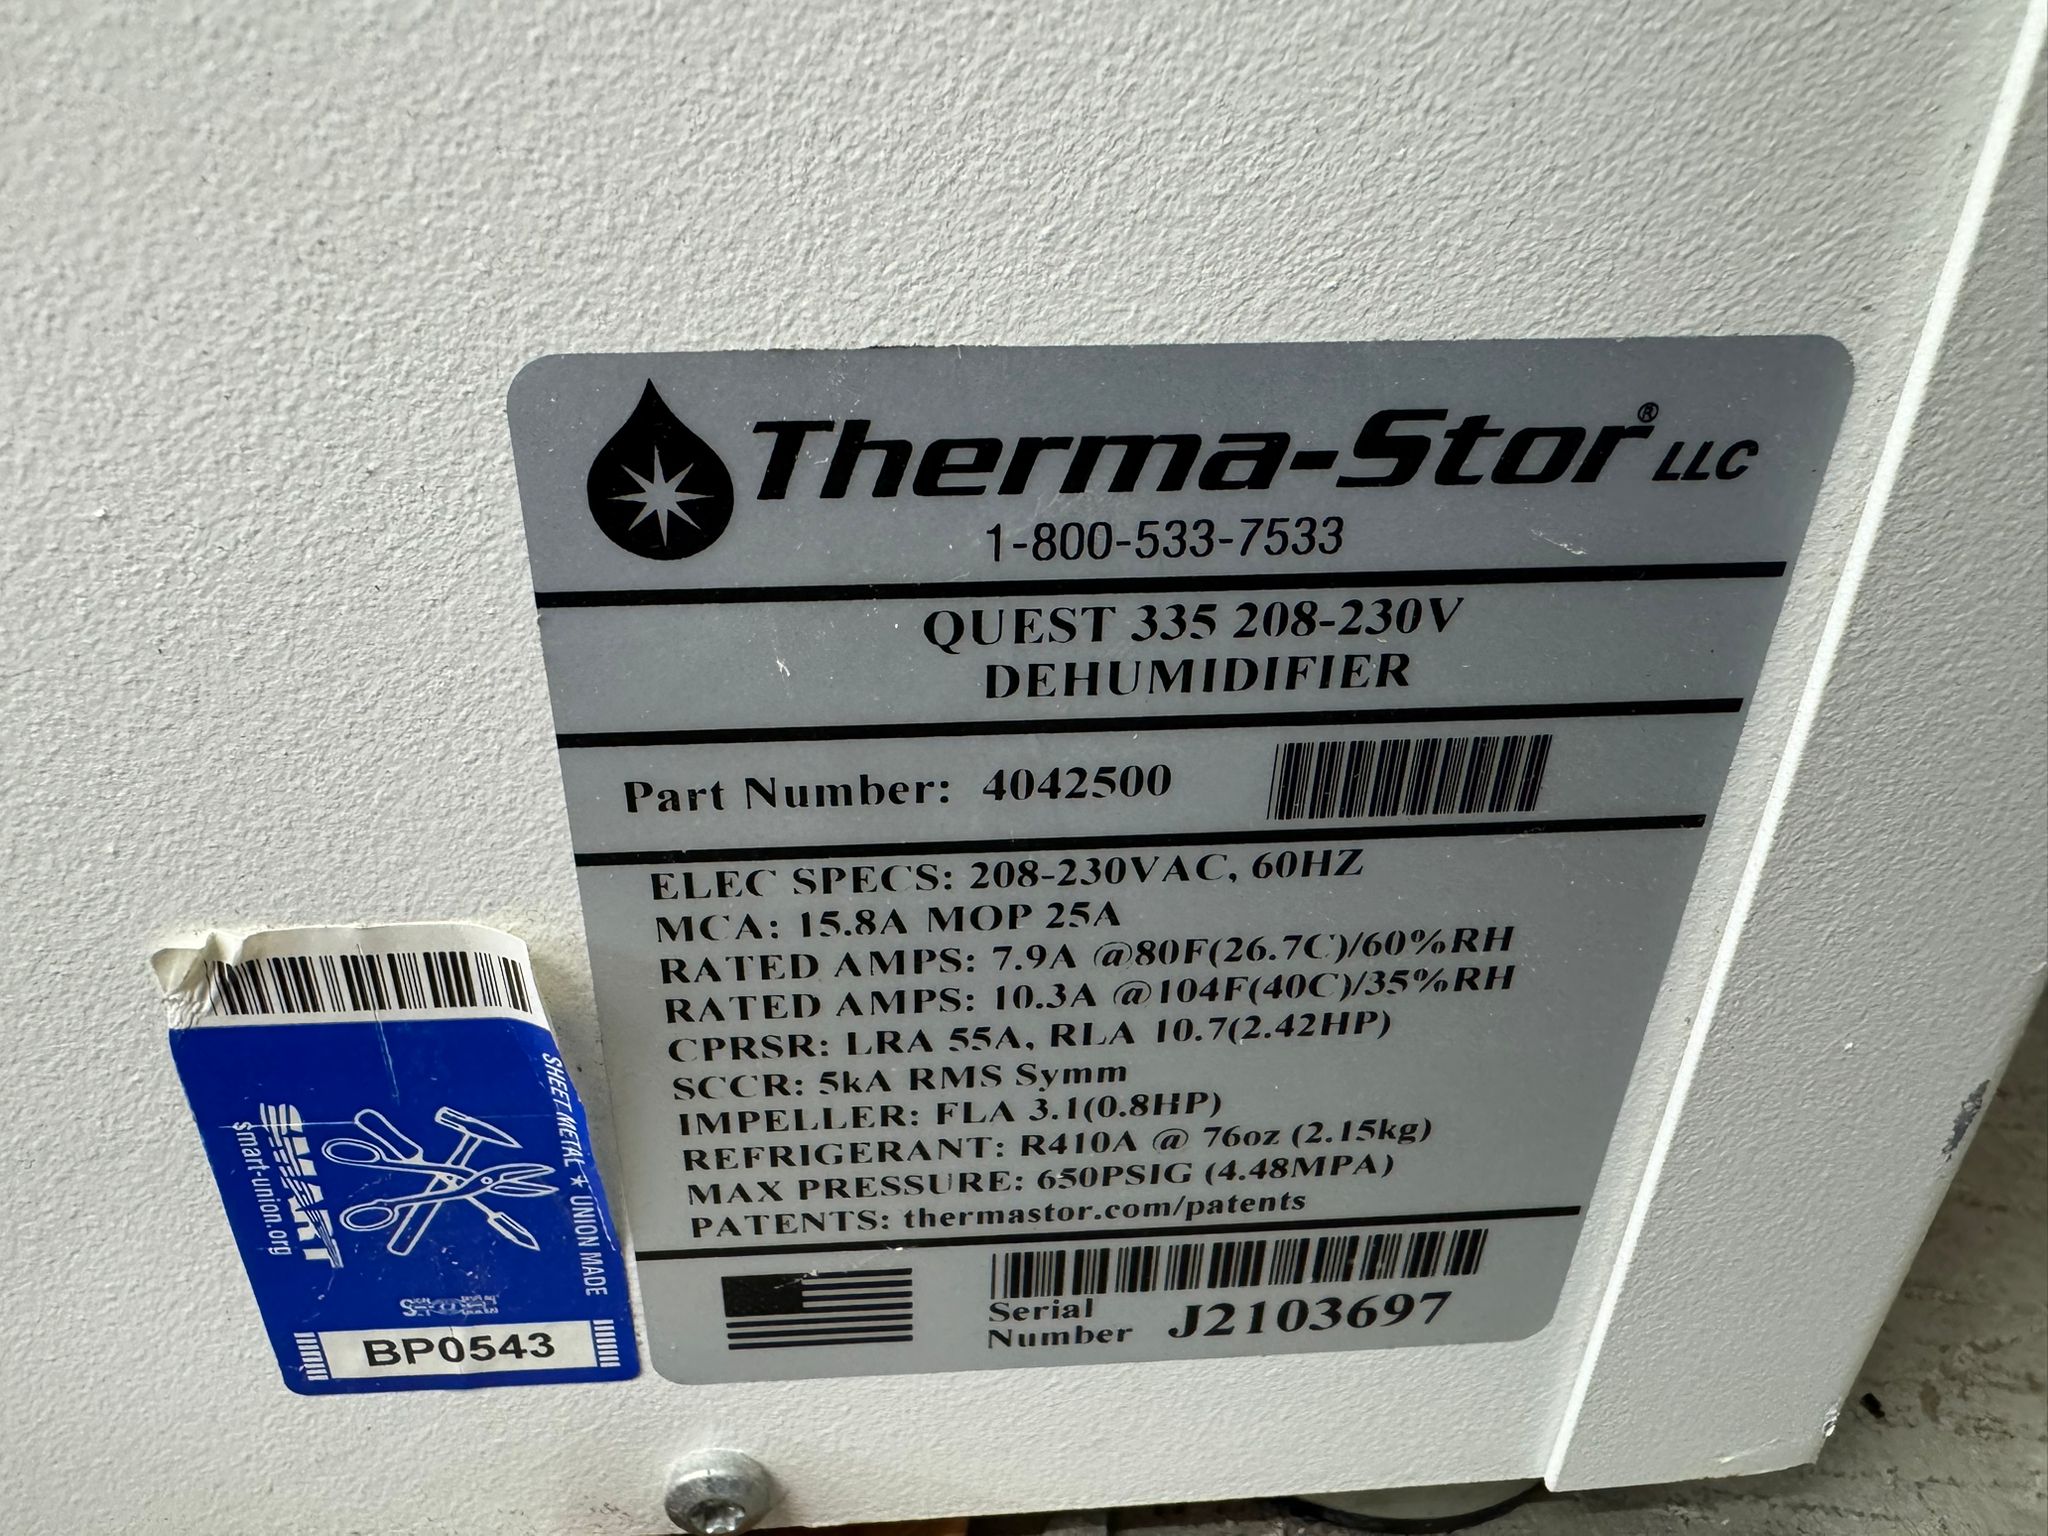 Therma-Stor® LLC
1-800-533-7533
QUEST 335 208-230V
DEHUMIDIFIER
Part Number: 4042500
ELEC SPECS: 208-230VAC, 60HZ
MCA: 15.8A MOP 25A
RATED AMPS: 7.9A @80F(26.7C)/60%RH
RATED AMPS: 10.3A @104F(40C)/35%RH
CPRSR: LRA 55A, RLA 10.7(2.42HP)
SCCR: 5kA RMS Symm
IMPELLER: FLA 3.1(0.8HP)
REFRIGERANT: R410A @ 76oz (2.15kg)
MAX PRESSURE: 650PSIG (4.48MPA)
PATENTS: thermastor.com/patents
Serial
Number J2103697
SHEET METAL ★ UNION MADE
SMART
smart-union.org
BP0543